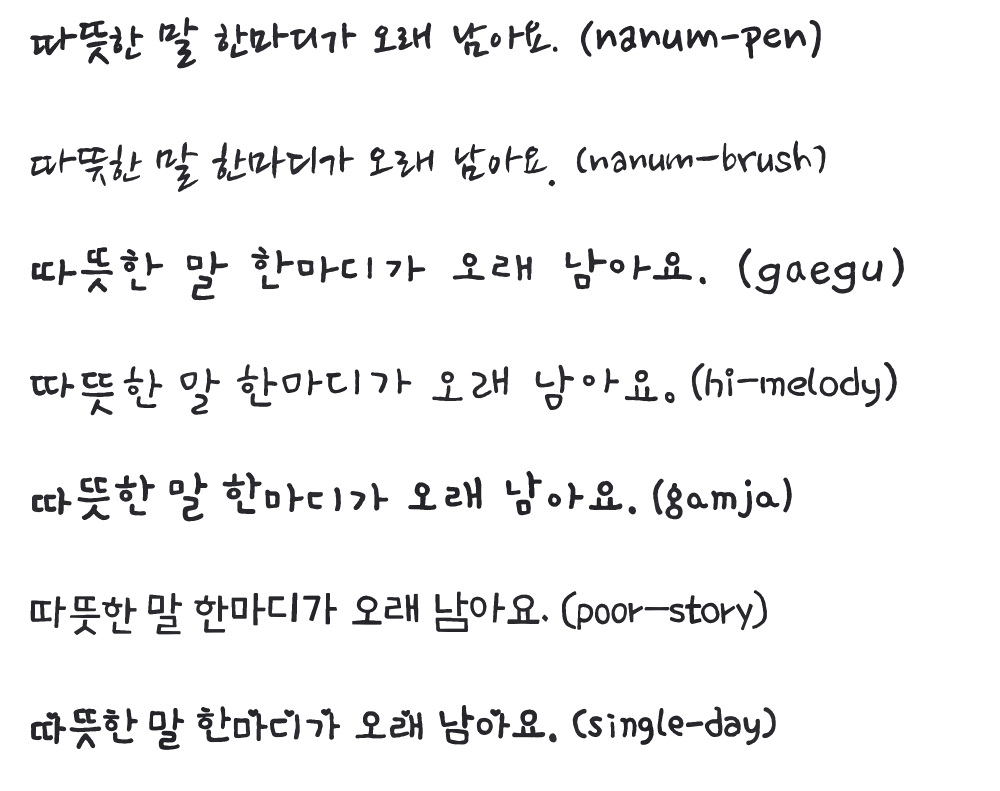 따뜻한 말 한마디가 오래 남아요. (nanum-pen)
따뜻한 말 한마디가 오래 남아요. (nanum-brush)
따뜻한 말 한마디가 오래 남아요. (gaegu)
따뜻한 말 한마디가 오래 남아요. (hi-melody)
따뜻한 말 한마디가 오래 남아요. (gamja)
따뜻한 말 한마디가 오래 남아요. (poor-story)
따뜻한 말 한마디가 오래 남아요. (single-day)